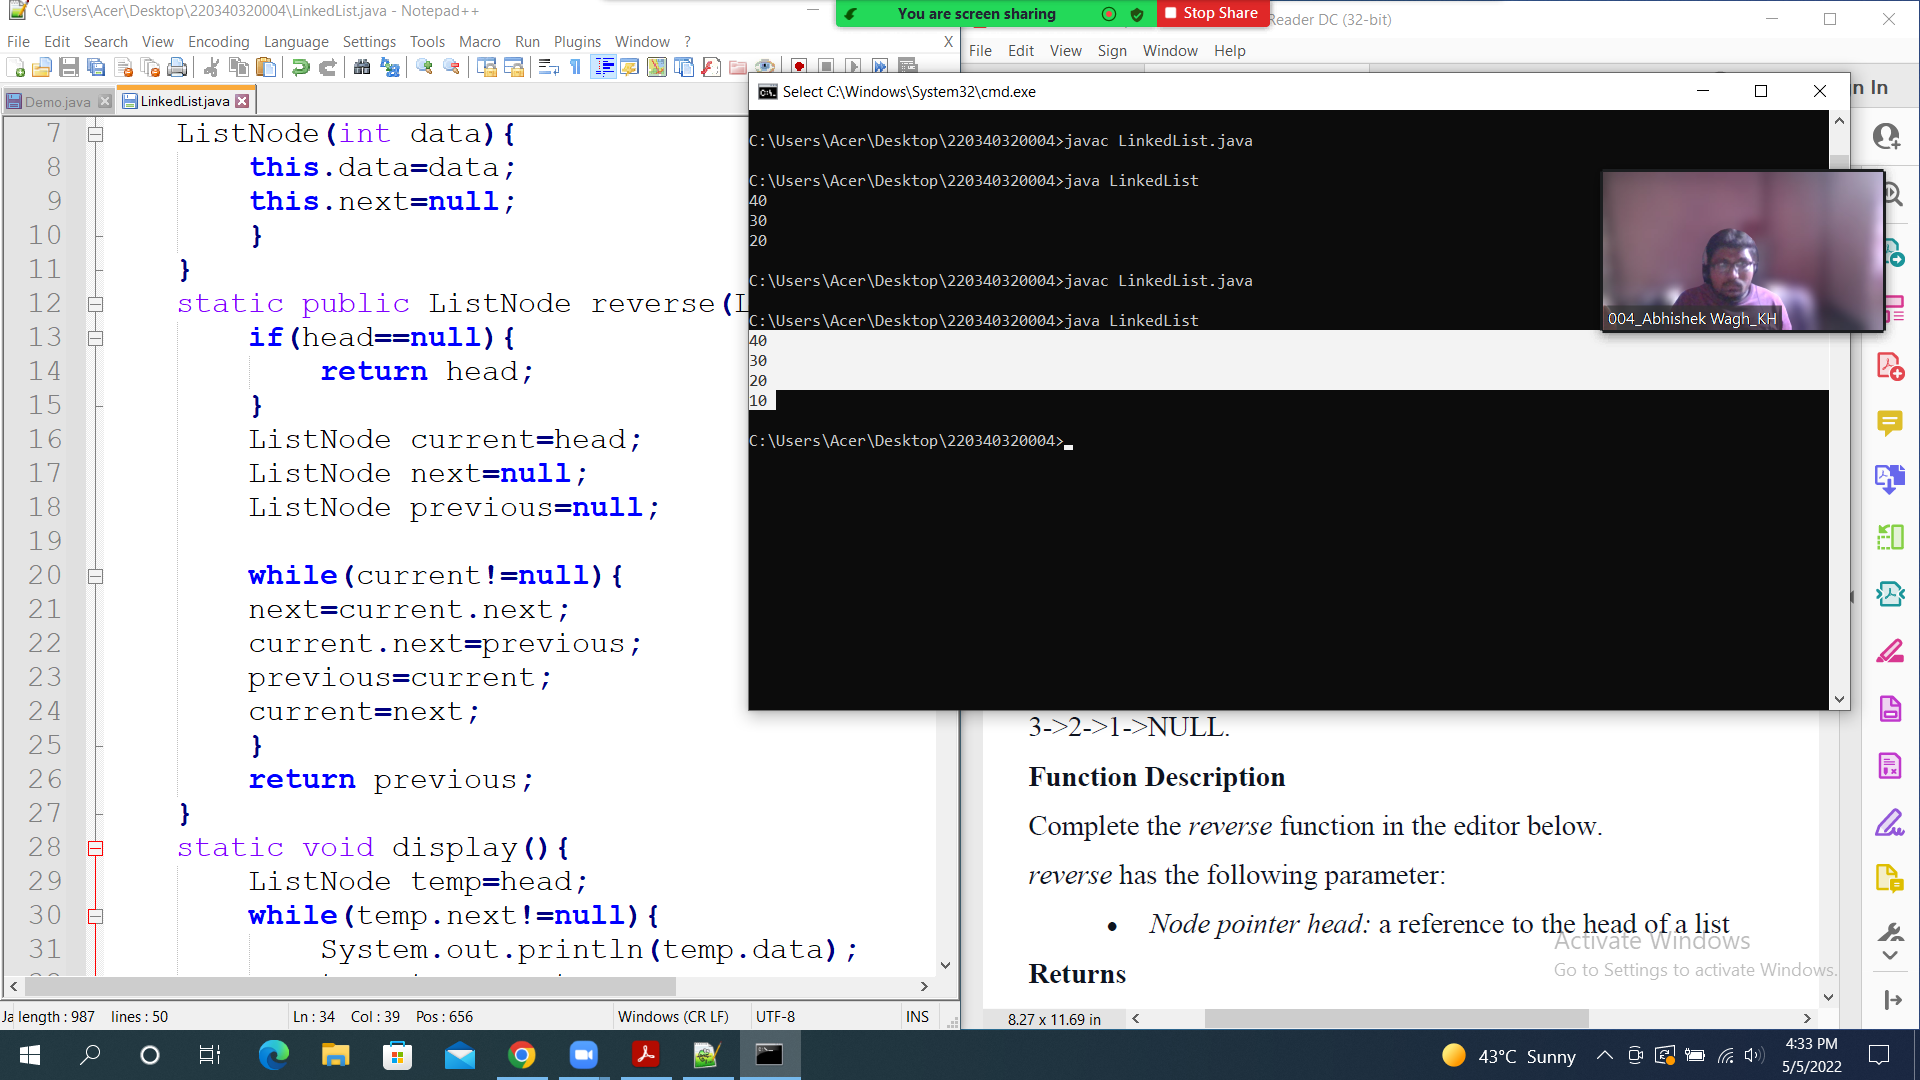 C:\Users\Acer\Desktop\220340320004\LinkedList.java - Notepad++
File Edit Search View Encoding Language Settings Tools Macro Run Plugins Window ? X
Demo.java LinkedList.java
7 ListNode(int data){
8 this.data=data;
9 this.next=null;
10 }
11 }
12 static public ListNode reverse(L
13 if(head==null){
14 return head;
15 }
16 ListNode current=head;
17 ListNode next=null;
18 ListNode previous=null;
19
20 while(current!=null){
21 next=current.next;
22 current.next=previous;
23 previous=current;
24 current=next;
25 }
26 return previous;
27 }
28 static void display(){
29 ListNode temp=head;
30 while(temp.next!=null){
31 System.out.println(temp.data);
Ja length : 987 lines : 50 Ln : 34 Col : 39 Pos : 656 Windows (CR LF) UTF-8 INS
You are screen sharing Stop Share
Reader DC (32-bit)
File Edit View Sign Window Help
n In
Select C:\Windows\System32\cmd.exe
C:\Users\Acer\Desktop\220340320004>javac LinkedList.java
C:\Users\Acer\Desktop\220340320004>java LinkedList
40
30
20
C:\Users\Acer\Desktop\220340320004>javac LinkedList.java
C:\Users\Acer\Desktop\220340320004>java LinkedList
40
30
20
10
C:\Users\Acer\Desktop\220340320004>
004_Abhishek Wagh_KH
3->2->1->NULL.
Function Description
Complete the reverse function in the editor below.
reverse has the following parameter:
• Node pointer head: a reference to the head of a list
Returns
Activate Windows
Go to Settings to activate Windows.
8.27 x 11.69 in
43°C Sunny
4:33 PM
5/5/2022